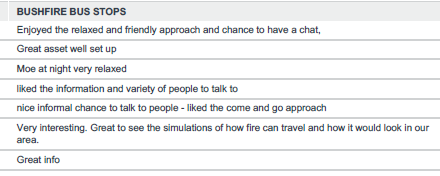 BUSHFIRE BUS STOPS
Enjoyed the relaxed and friendly approach and chance to have a chat,
Great asset well set up
Moe at night very relaxed
liked the information and variety of people to talk to
nice informal chance to talk to people - liked the come and go approach
Very interesting. Great to see the simulations of how fire can travel and how it would look in our
area.
Great info